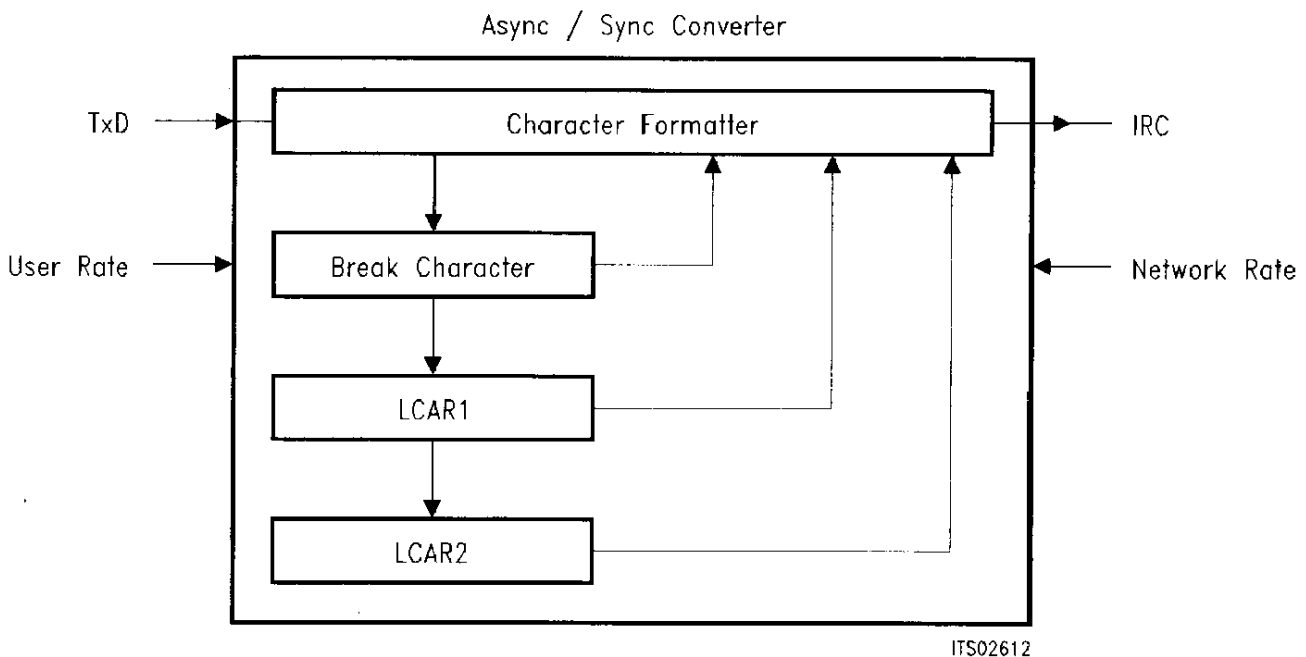 Async / Sync Converter
TxD
Character Formatter
IRC
User Rate
Break Character
Network Rate
LCAR1
LCAR2
ITS02612